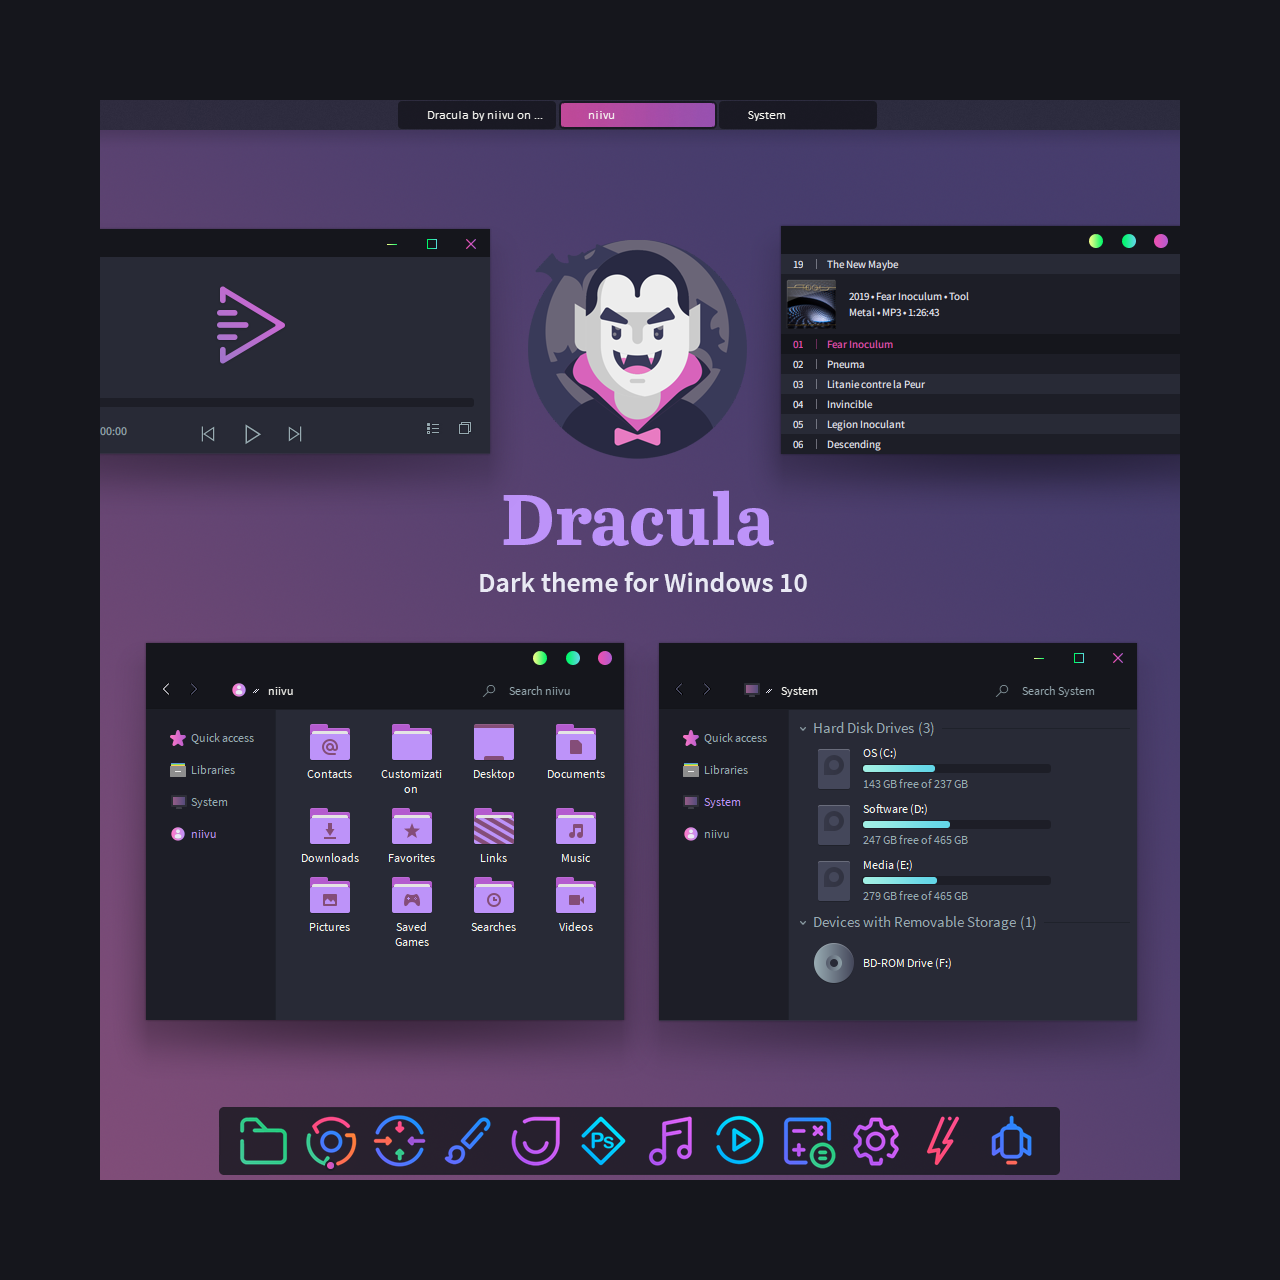 Dracula by niivu on ...
niivu
System
00:00
19 The New Maybe
2019 • Fear Inoculum • Tool
Metal • MP3 • 1:26:43
01 Fear Inoculum
02 Pneuma
03 Litanie contre la Peur
04 Invincible
05 Legion Inoculant
06 Descending
Dracula
Dark theme for Windows 10
niivu
Search niivu
Quick access
Libraries
System
niivu
Contacts
Customizati
on
Desktop
Documents
Downloads
Favorites
Links
Music
Pictures
Saved
Games
Searches
Videos
System
Search System
Quick access
Libraries
System
niivu
Hard Disk Drives (3)
OS (C:)
143 GB free of 237 GB
Software (D:)
247 GB free of 465 GB
Media (E:)
279 GB free of 465 GB
Devices with Removable Storage (1)
BD-ROM Drive (F:)
Ps